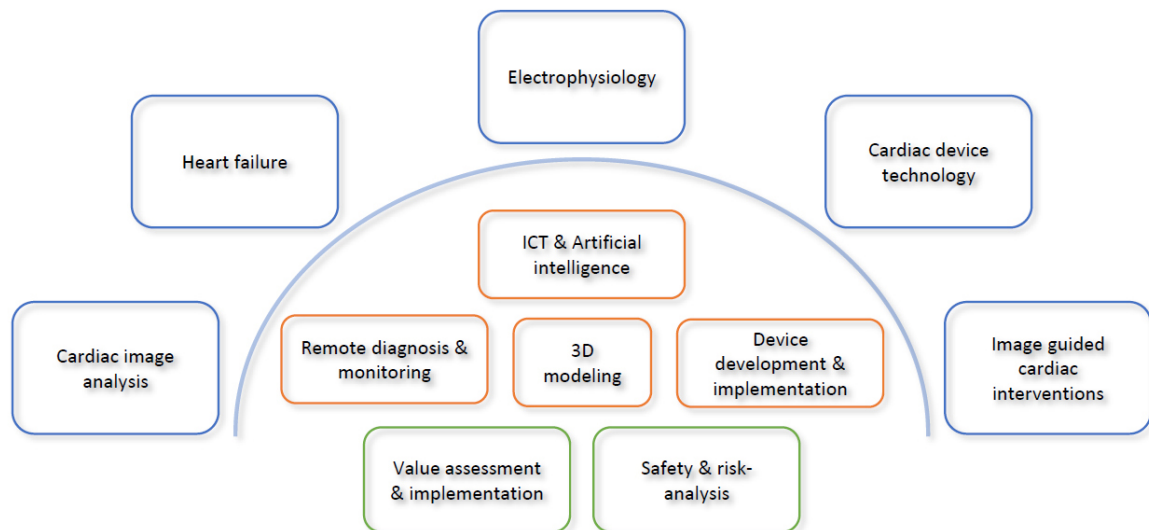 Electrophysiology
Heart failure
Cardiac device
technology
ICT & Artificial
intelligence
Cardiac image
analysis
Remote diagnosis &
monitoring
3D
modeling
Device
development &
implementation
Image guided
cardiac
interventions
Value assessment
& implementation
Safety & risk-
analysis